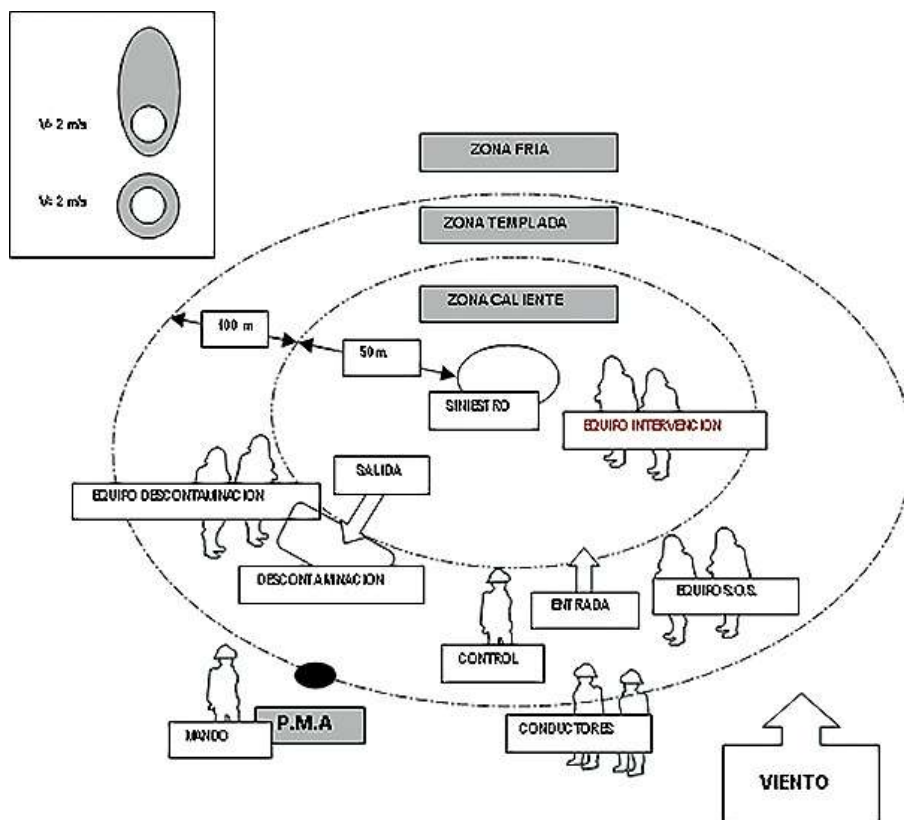 V= 2 m/s
V= 2 m/s
ZONA FRIA
ZONA TEMPLADA
ZONA CALIENTE
100 m
50 m.
SINIESTRO
EQUIPO INTERVENCION
SALIDA
EQUIPO DESCONTAMINACION
DESCONTAMINACION
ENTRADA
EQUIPO S.O.S.
CONTROL
P.M.A
MANDO
CONDUCTORES
VIENTO